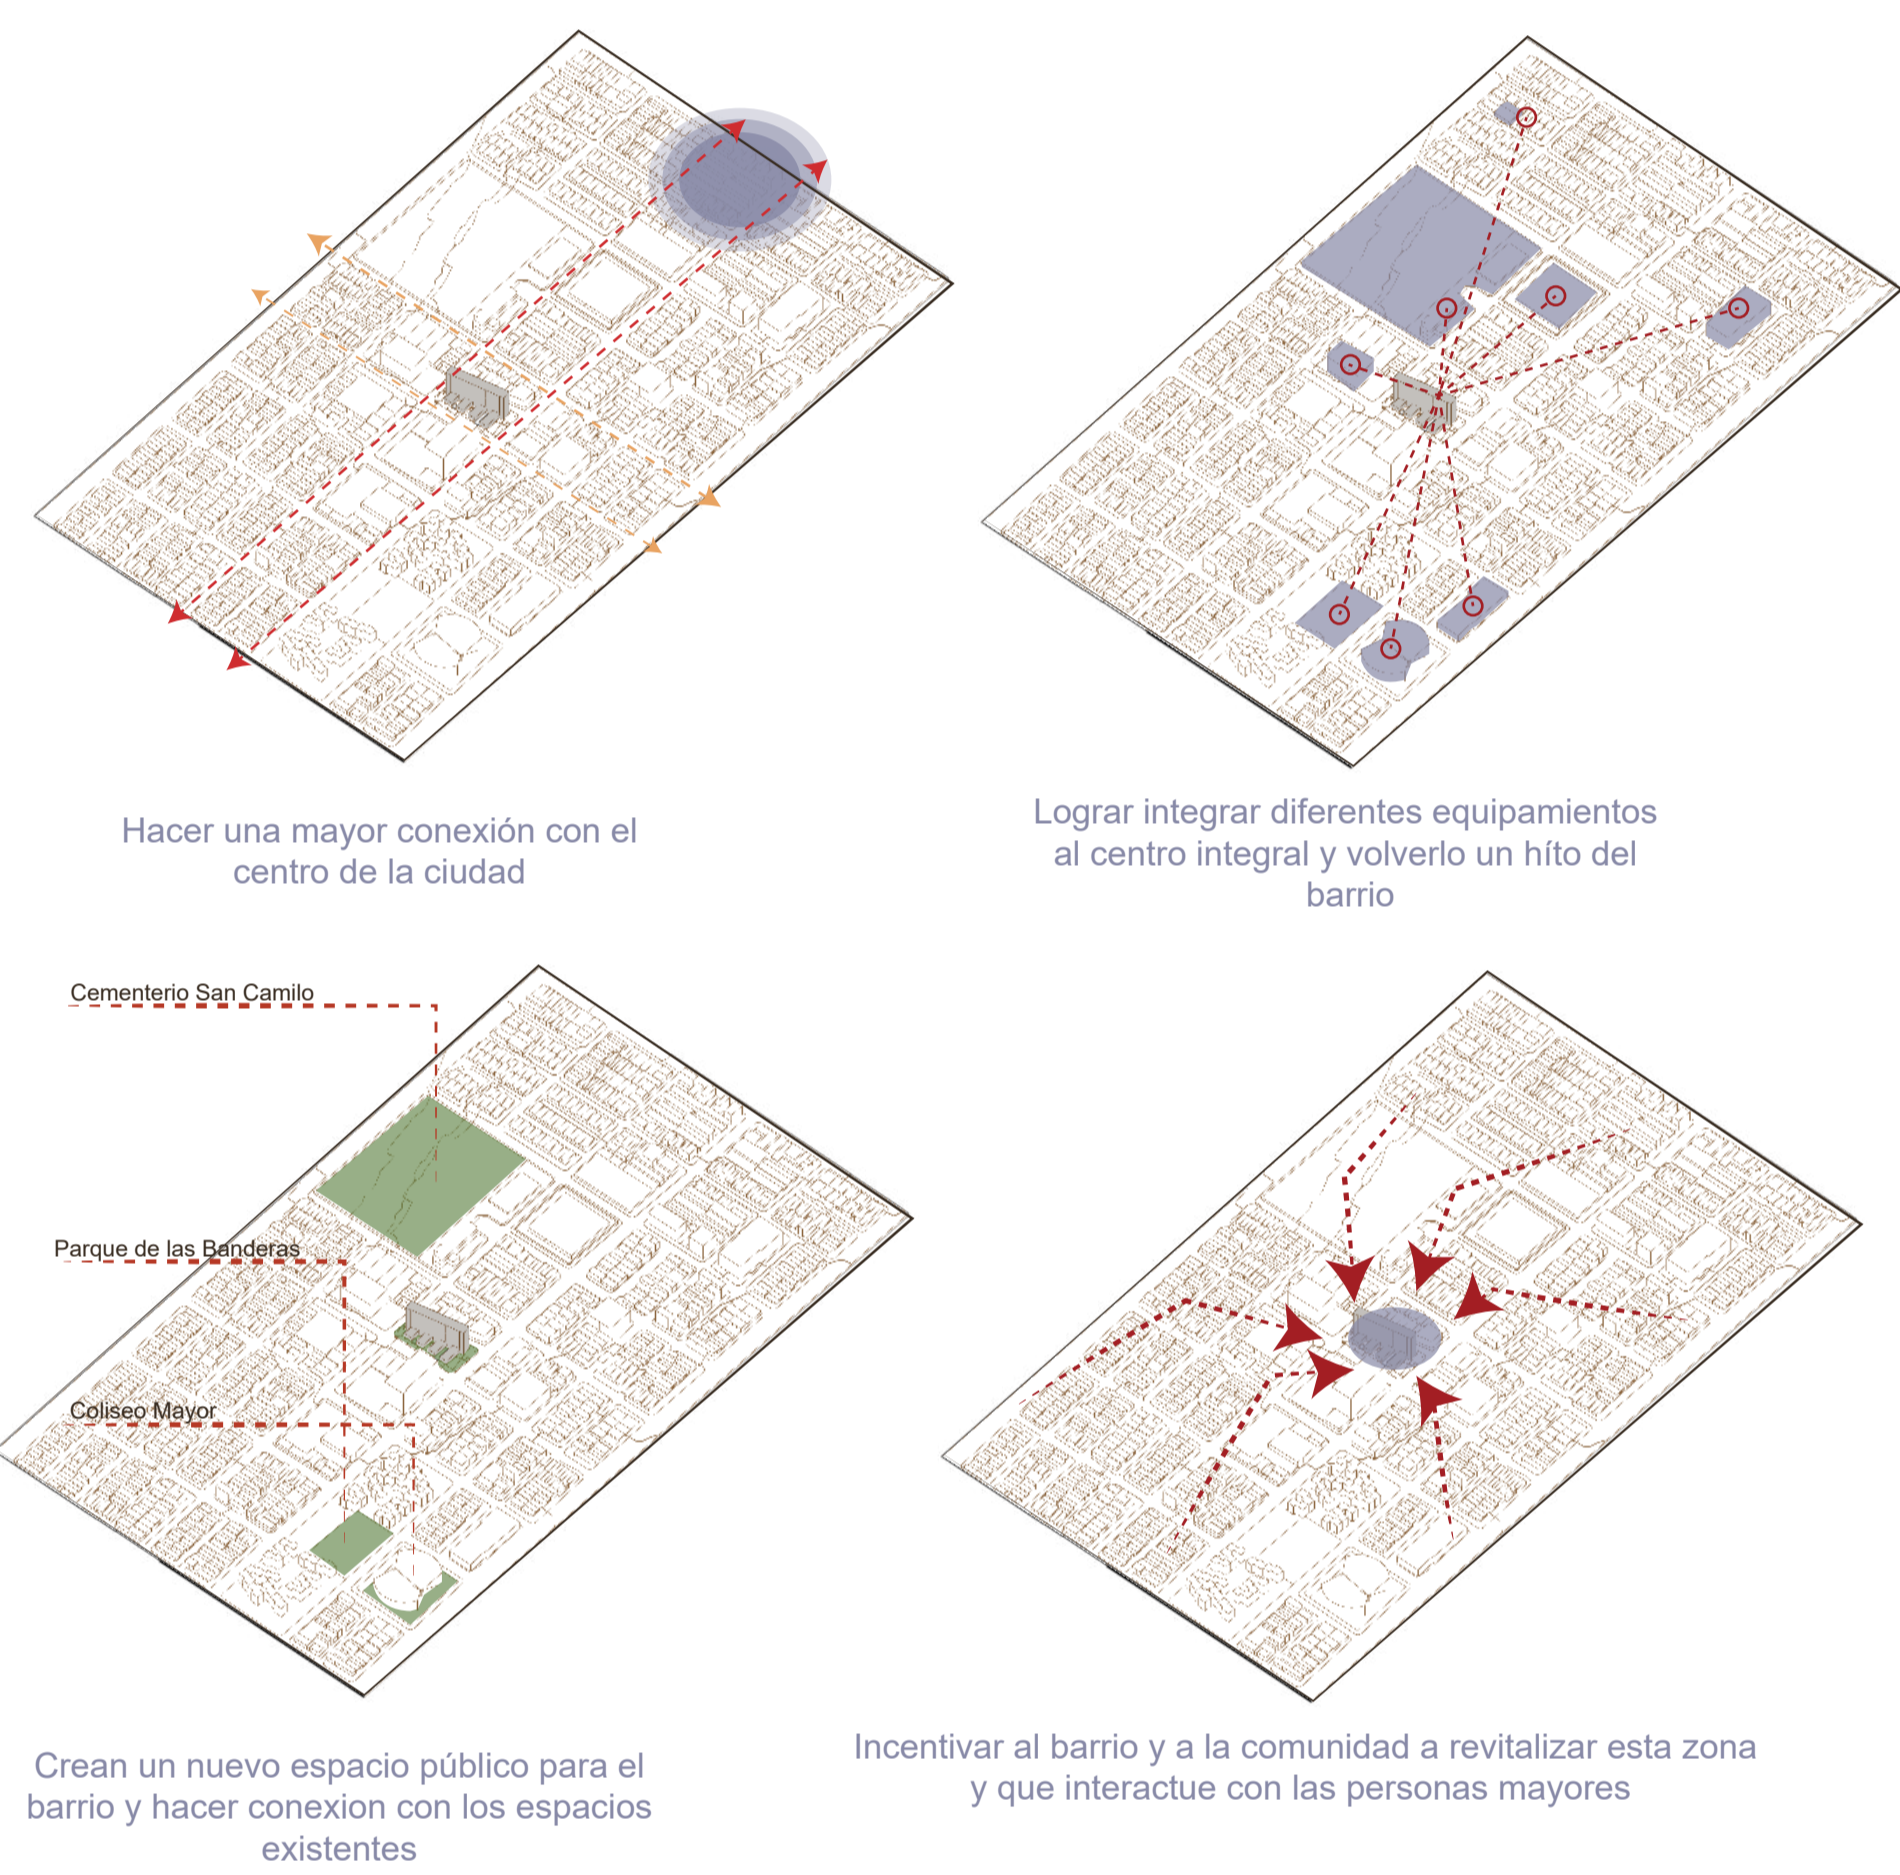 Hacer una mayor conexión con el
centro de la ciudad
Lograr integrar diferentes equipamientos
al centro integral y volverlo un híto del
barrio
Cementerio San Camilo
Parque de las Banderas
Coliseo Mayor
Crean un nuevo espacio público para el
barrio y hacer conexion con los espacios
existentes
Incentivar al barrio y a la comunidad a revitalizar esta zona
y que interactue con las personas mayores